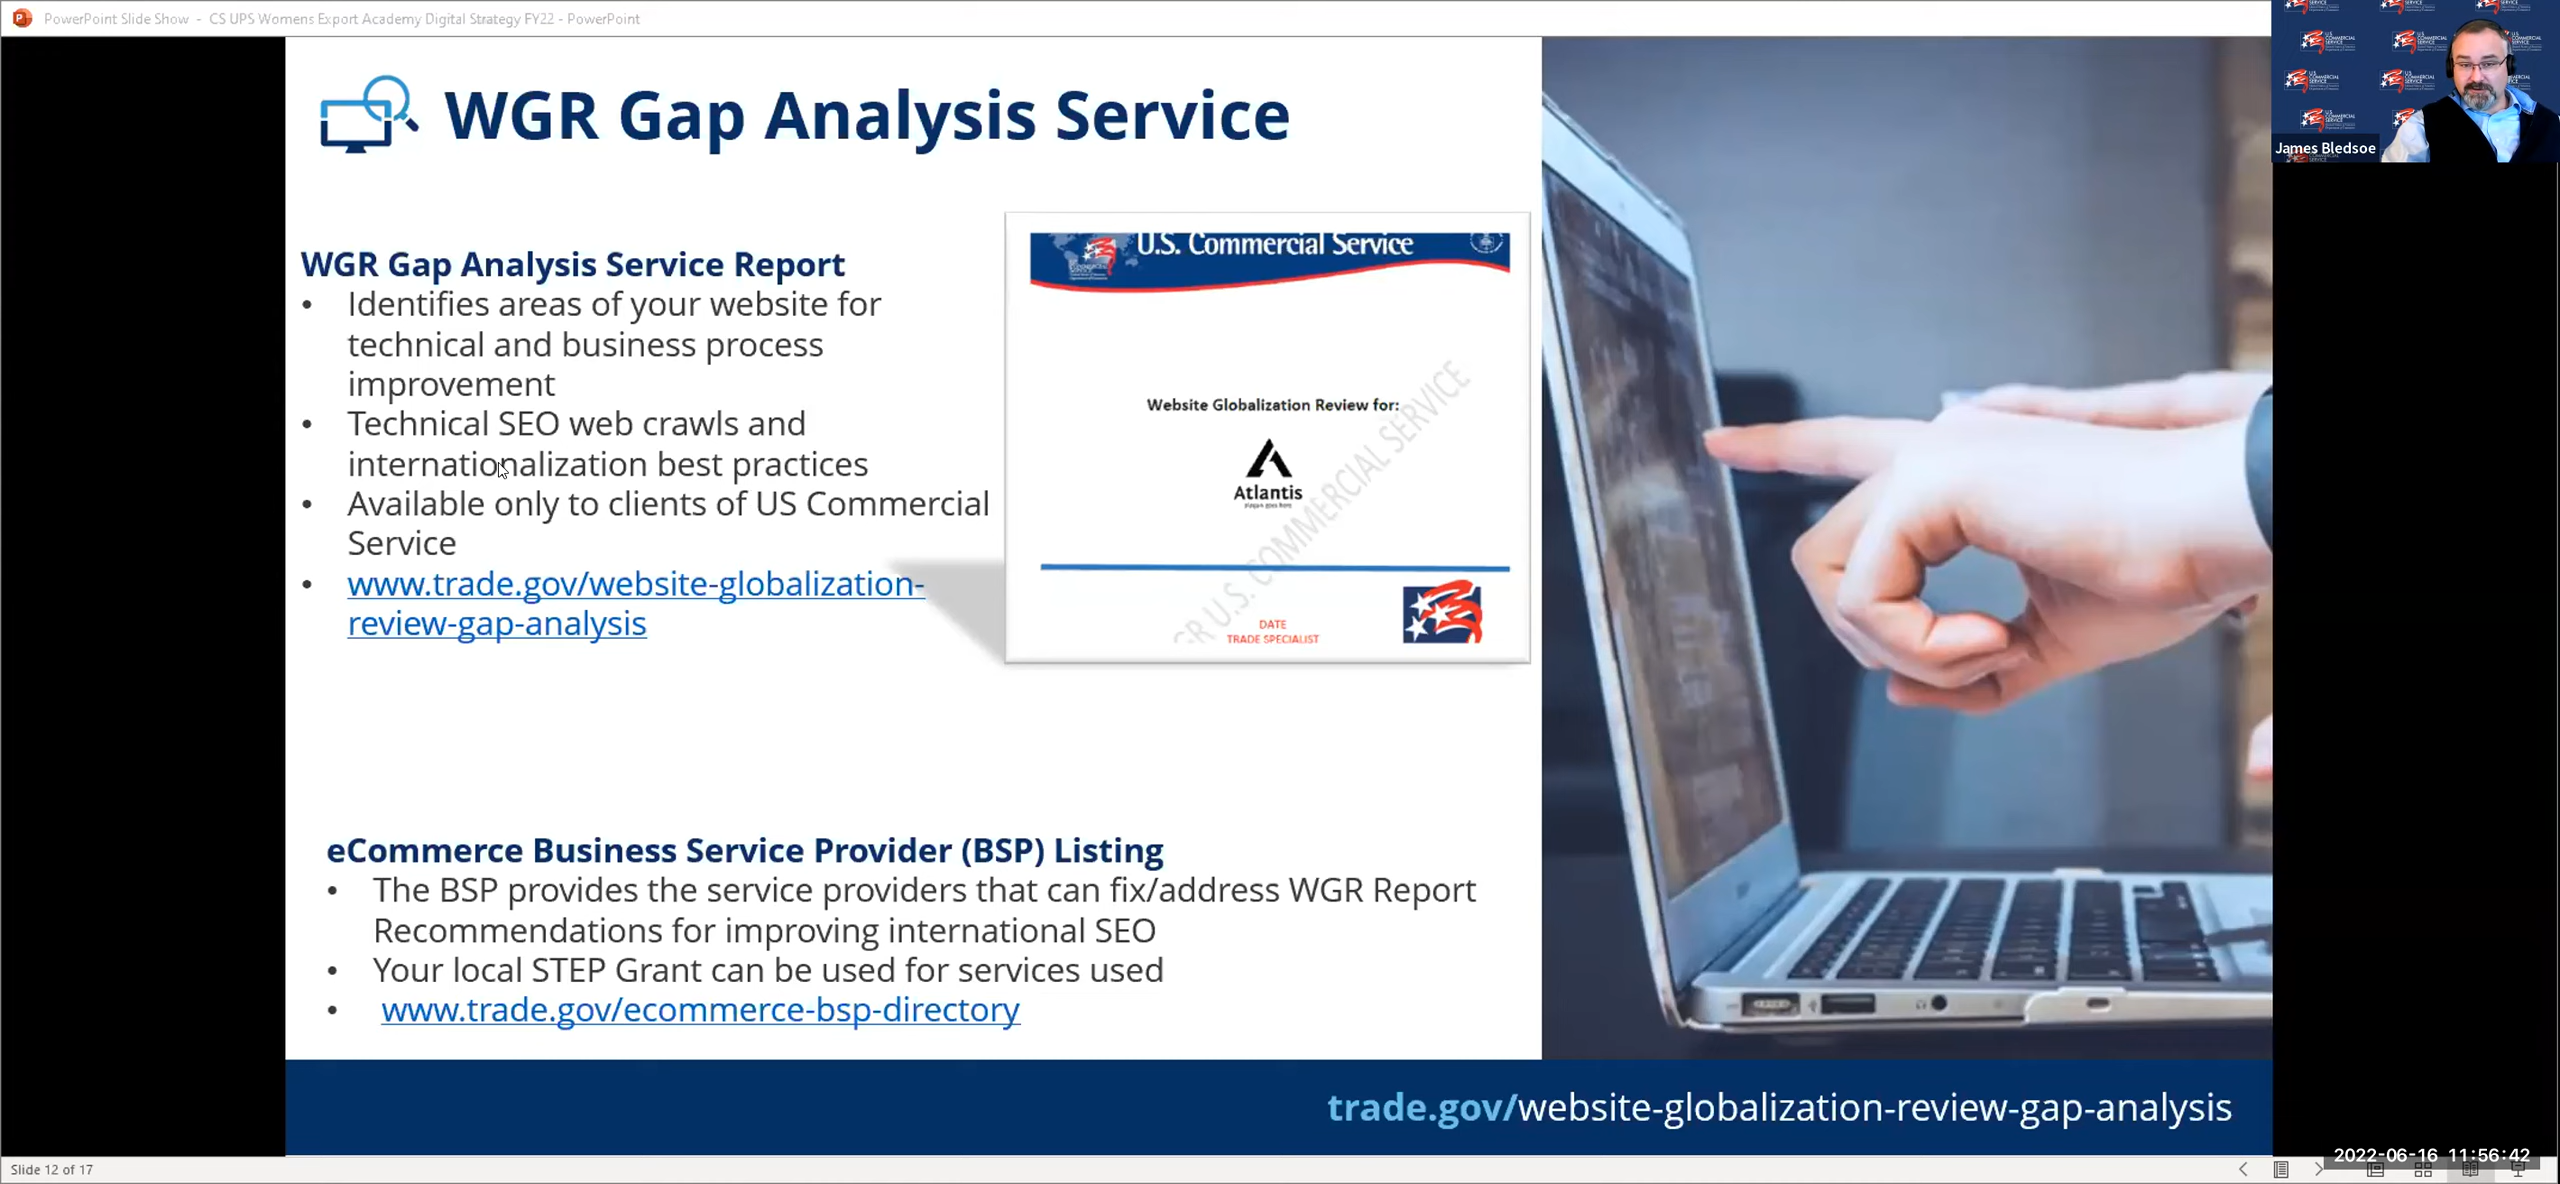 PowerPoint Slide Show - CS UPS Womens Export Academy Digital Strategy FY22 - PowerPoint
WGR Gap Analysis Service
James Bledsoe
WGR Gap Analysis Service Report
• Identifies areas of your website for
technical and business process
improvement
• Technical SEO web crawls and
internationalization best practices
• Available only to clients of US Commercial
Service
• www.trade.gov/website-globalization-
review-gap-analysis
U.S. Commercial Service
Website Globalization Review for:
Atlantis
U.S. COMMERCIAL SERVICE
DATE
TRADE SPECIALIST
eCommerce Business Service Provider (BSP) Listing
• The BSP provides the service providers that can fix/address WGR Report
Recommendations for improving international SEO
• Your local STEP Grant can be used for services used
• www.trade.gov/ecommerce-bsp-directory
trade.gov/website-globalization-review-gap-analysis
Slide 12 of 17
2022-06-16 11:56:42